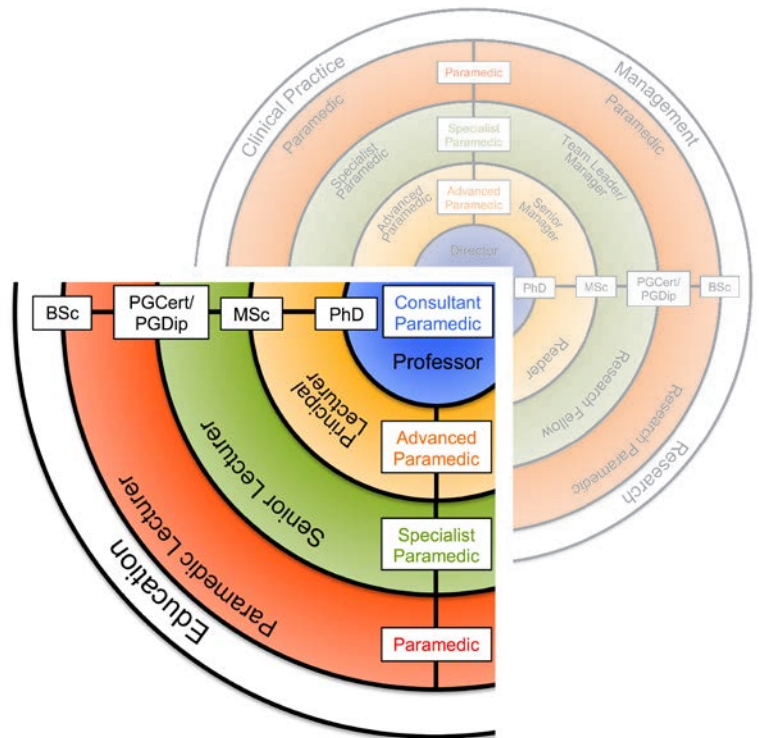 Clinical Practice
Management
Paramedic
Paramedic
Paramedic
Specialist
Paramedic
Specialist
Paramedic
Team Leader/
Manager
Advanced
Paramedic
Advanced
Paramedic
Senior
Manager
Director
PhD
MSc
PGCert/
PGDip
BSc
Reader
Research Fellow
Research Paramedic
Research
BSc
PGCert/
PGDip
MSc
PhD
Consultant
Paramedic
Professor
Principal
Lecturer
Advanced
Paramedic
Senior Lecturer
Specialist
Paramedic
Paramedic Lecturer
Paramedic
Education